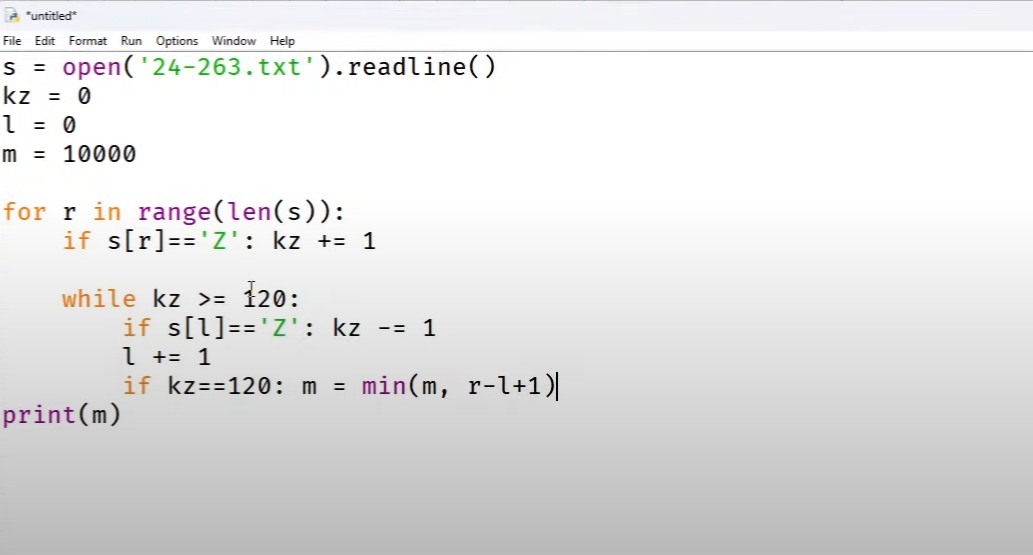 *untitled*
File Edit Format Run Options Window Help
s = open('24-263.txt').readline()
kz = 0
l = 0
m = 10000
for r in range(len(s)):
    if s[r]=='Z': kz += 1
    while kz >= 120:
        if s[l]=='Z': kz -= 1
        l += 1
        if kz==120: m = min(m, r-l+1)
print(m)